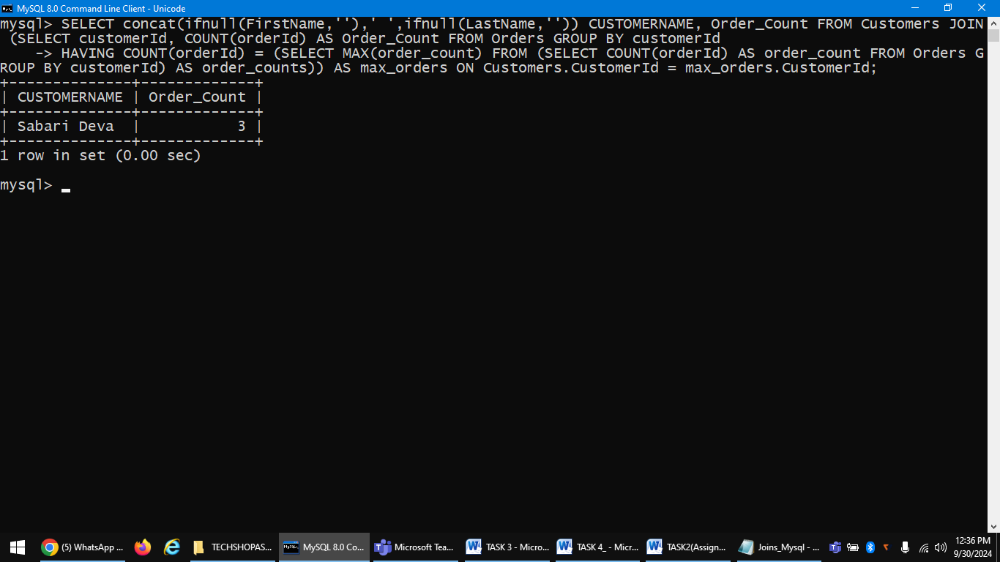 MySQL 8.0 Command Line Client - Unicode
mysql> SELECT concat(ifnull(FirstName,''),' ',ifnull(LastName,'')) CUSTOMERNAME, Order_Count FROM Customers JOIN
(SELECT customerId, COUNT(orderId) AS Order_Count FROM Orders GROUP BY customerId
-> HAVING COUNT(orderId) = (SELECT MAX(order_count) FROM (SELECT COUNT(orderId) AS order_count FROM Orders G
ROUP BY customerId) AS order_counts)) AS max_orders ON Customers.CustomerId = max_orders.CustomerId;
+--------------+-------------+
| CUSTOMERNAME | Order_Count |
+--------------+-------------+
| Sabari Deva  |           3 |
+--------------+-------------+
1 row in set (0.00 sec)
mysql> _
(5) WhatsApp ...
TECHSHOPAS...
MySQL 8.0 Co...
Microsoft Tea...
TASK 3 - Micro...
TASK 4_ - Micr...
TASK2(Assign...
Joins_Mysql - ...
12:36 PM
9/30/2024